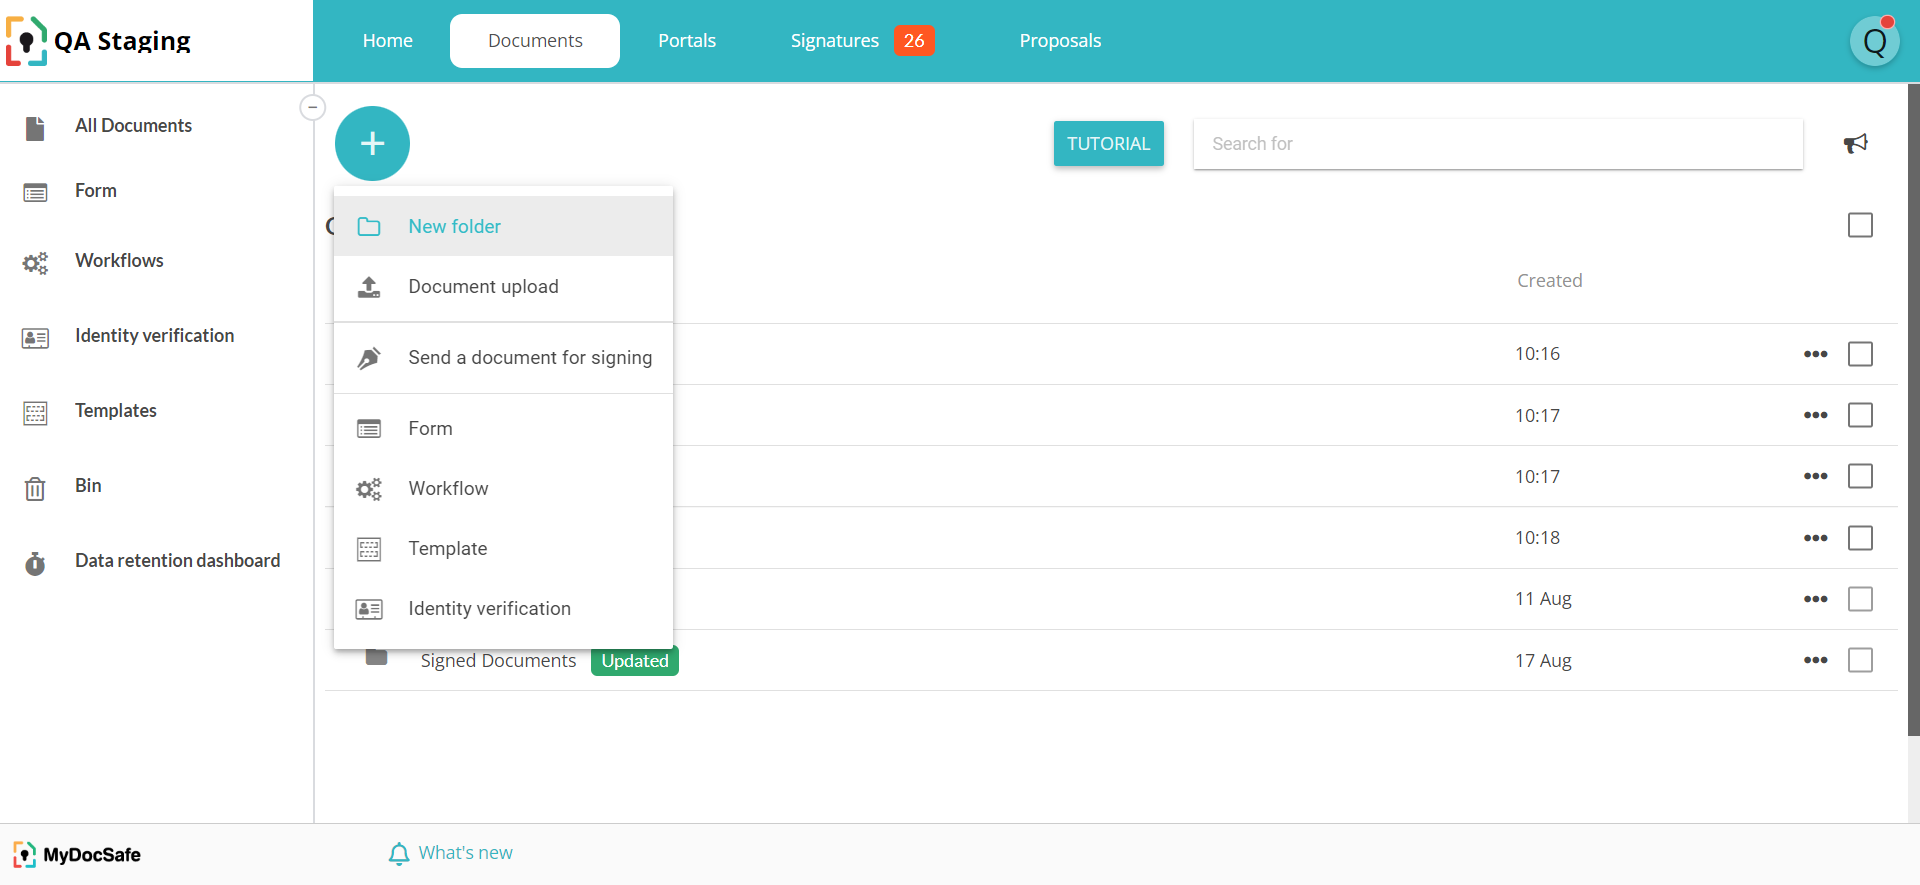 QA Staging
Home
Documents
Portals
Signatures 26
Proposals
Q
All Documents
Form
Workflows
Identity verification
Templates
Bin
Data retention dashboard
TUTORIAL
Search for
New folder
Document upload
Send a document for signing
Form
Workflow
Template
Identity verification
Created
10:16
10:17
10:17
10:18
11 Aug
Signed Documents Updated 17 Aug
MyDocSafe
What's new